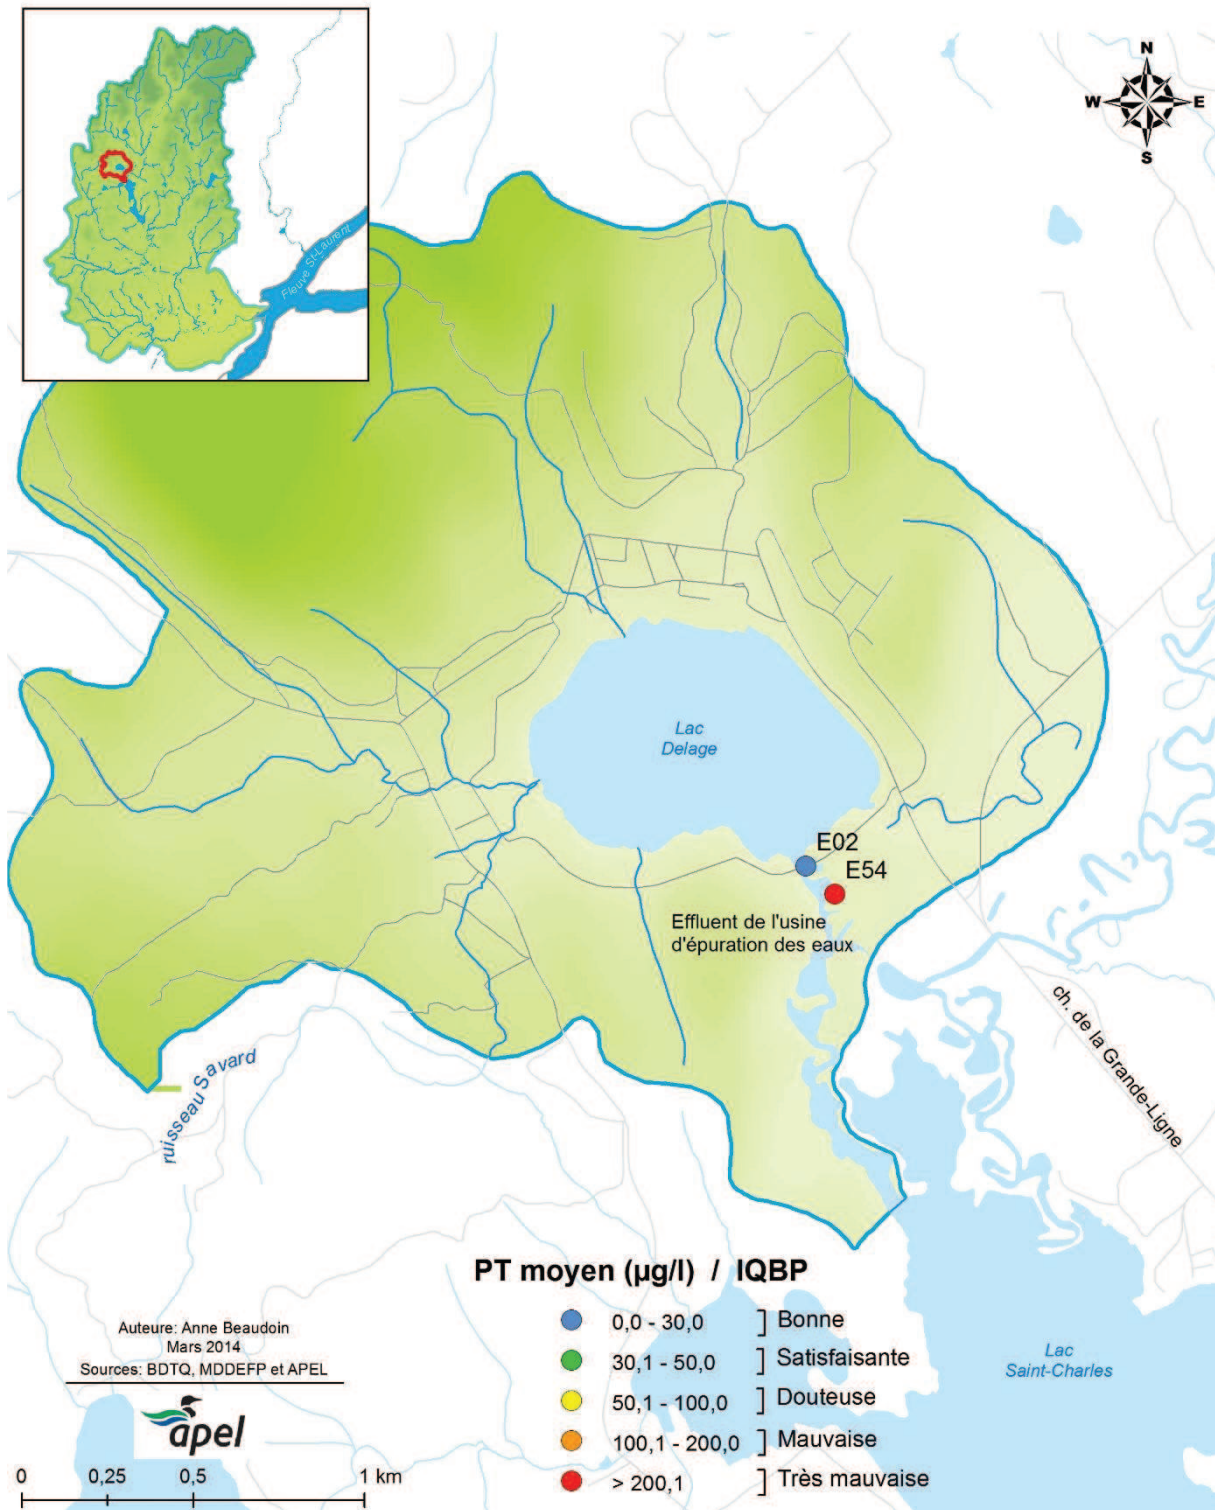 Fleuve St-Laurent
N
W
E
S
Lac
Delage
E02
E54
Effluent de l'usine
d'épuration des eaux
ch. de la Grande-Ligne
ruisseau Savard
PT moyen (µg/l) / IQBP
0,0 - 30,0 ] Bonne
30,1 - 50,0 ] Satisfaisante
50,1 - 100,0 ] Douteuse
100,1 - 200,0 ] Mauvaise
> 200,1 ] Très mauvaise
Lac
Saint-Charles
Auteure: Anne Beaudoin
Mars 2014
Sources: BDTQ, MDDEFP et APEL
apel
0 0,25 0,5 1 km